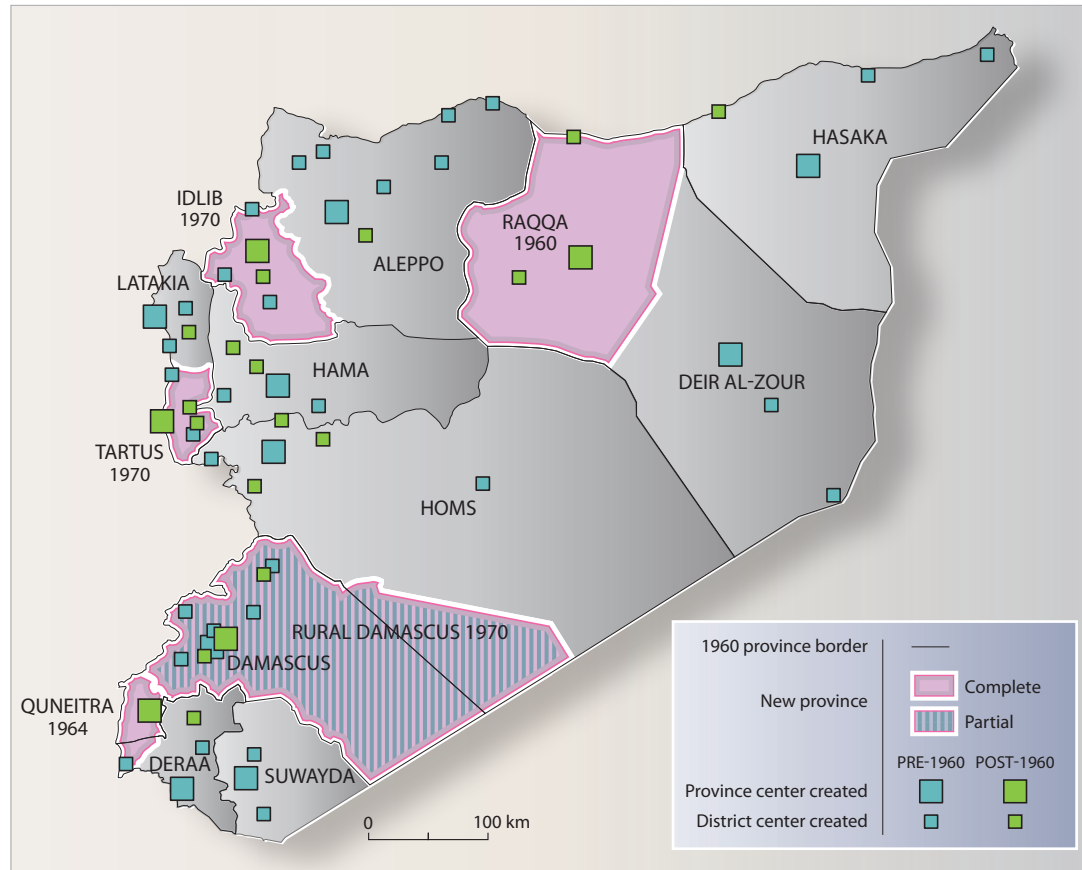 HASAKA
IDLIB
1970
RAQQA
1960
ALEPPO
LATAKIA
HAMA
DEIR AL-ZOUR
TARTUS
1970
HOMS
RURAL DAMASCUS 1970
DAMASCUS
QUNEITRA
1964
DERAA
SUWAYDA
0 100 km
1960 province border
New province
Complete
Partial
PRE-1960 POST-1960
Province center created
District center created